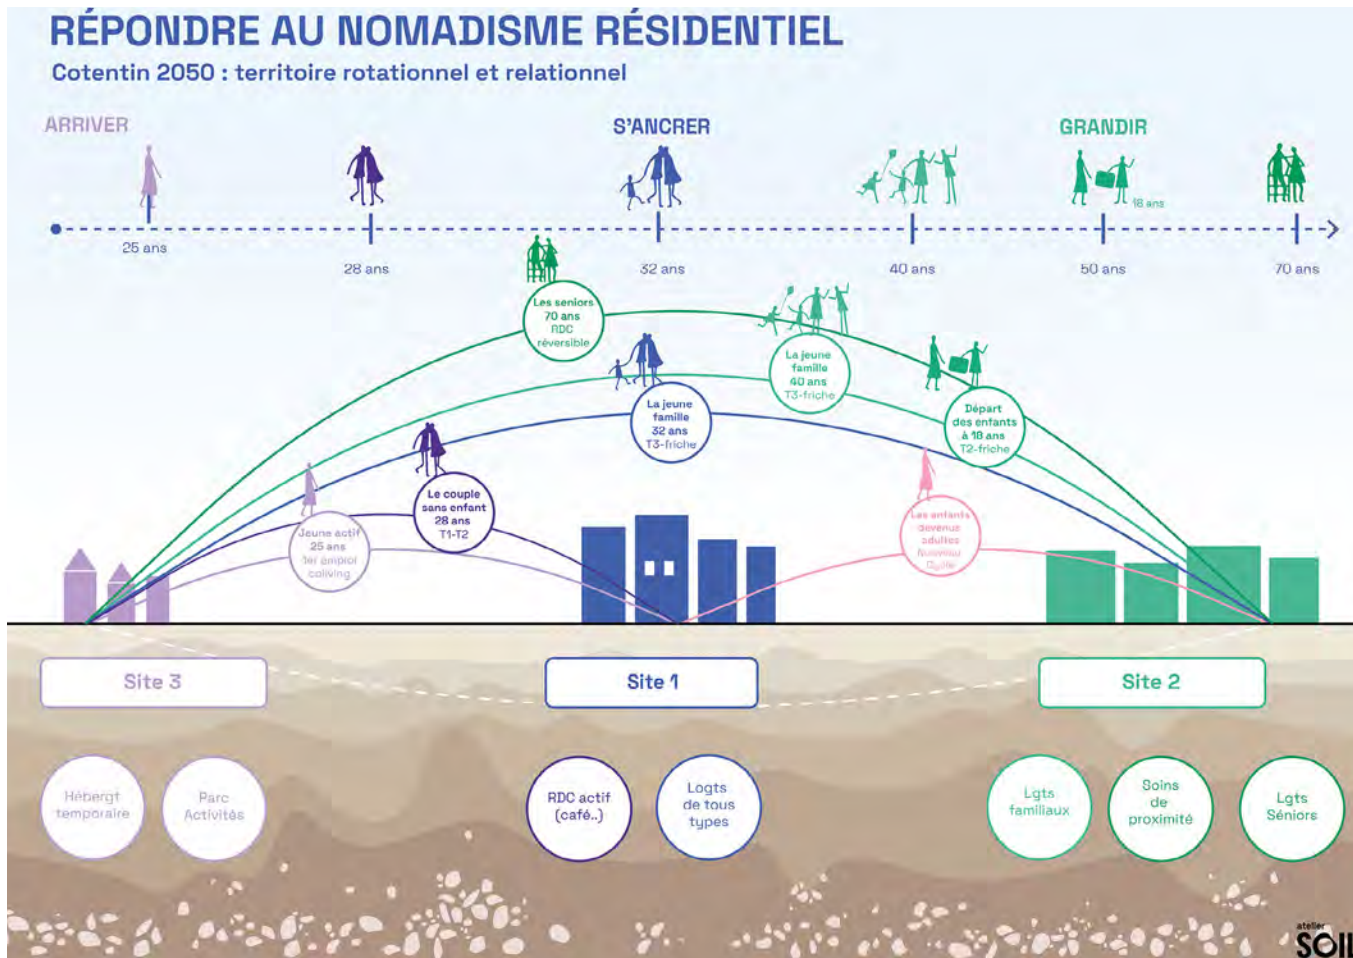 RÉPONDRE AU NOMADISME RÉSIDENTIEL
Cotentin 2050 : territoire rotationnel et relationnel
ARRIVER
S'ANCRER
GRANDIR
18 ans
25 ans
28 ans
32 ans
40 ans
50 ans
70 ans
Les seniors
70 ans
RDC
réversible
La jeune
famille
40 ans
T3-friche
La jeune
famille
32 ans
T3-friche
Départ
des enfants
à 18 ans
T2-friche
Le couple
sans enfant
28 ans
T1-T2
Jeune actif
25 ans
1er emploi
coliving
Les enfants
devenus
adultes
Nouveau
Cycle
Site 3
Site 1
Site 2
Hébergt
temporaire
Parc
Activités
RDC actif
(café..)
Logts
de tous
types
Lgts
familiaux
Soins
de
proximité
Lgts
Séniors
atelier
SOIL